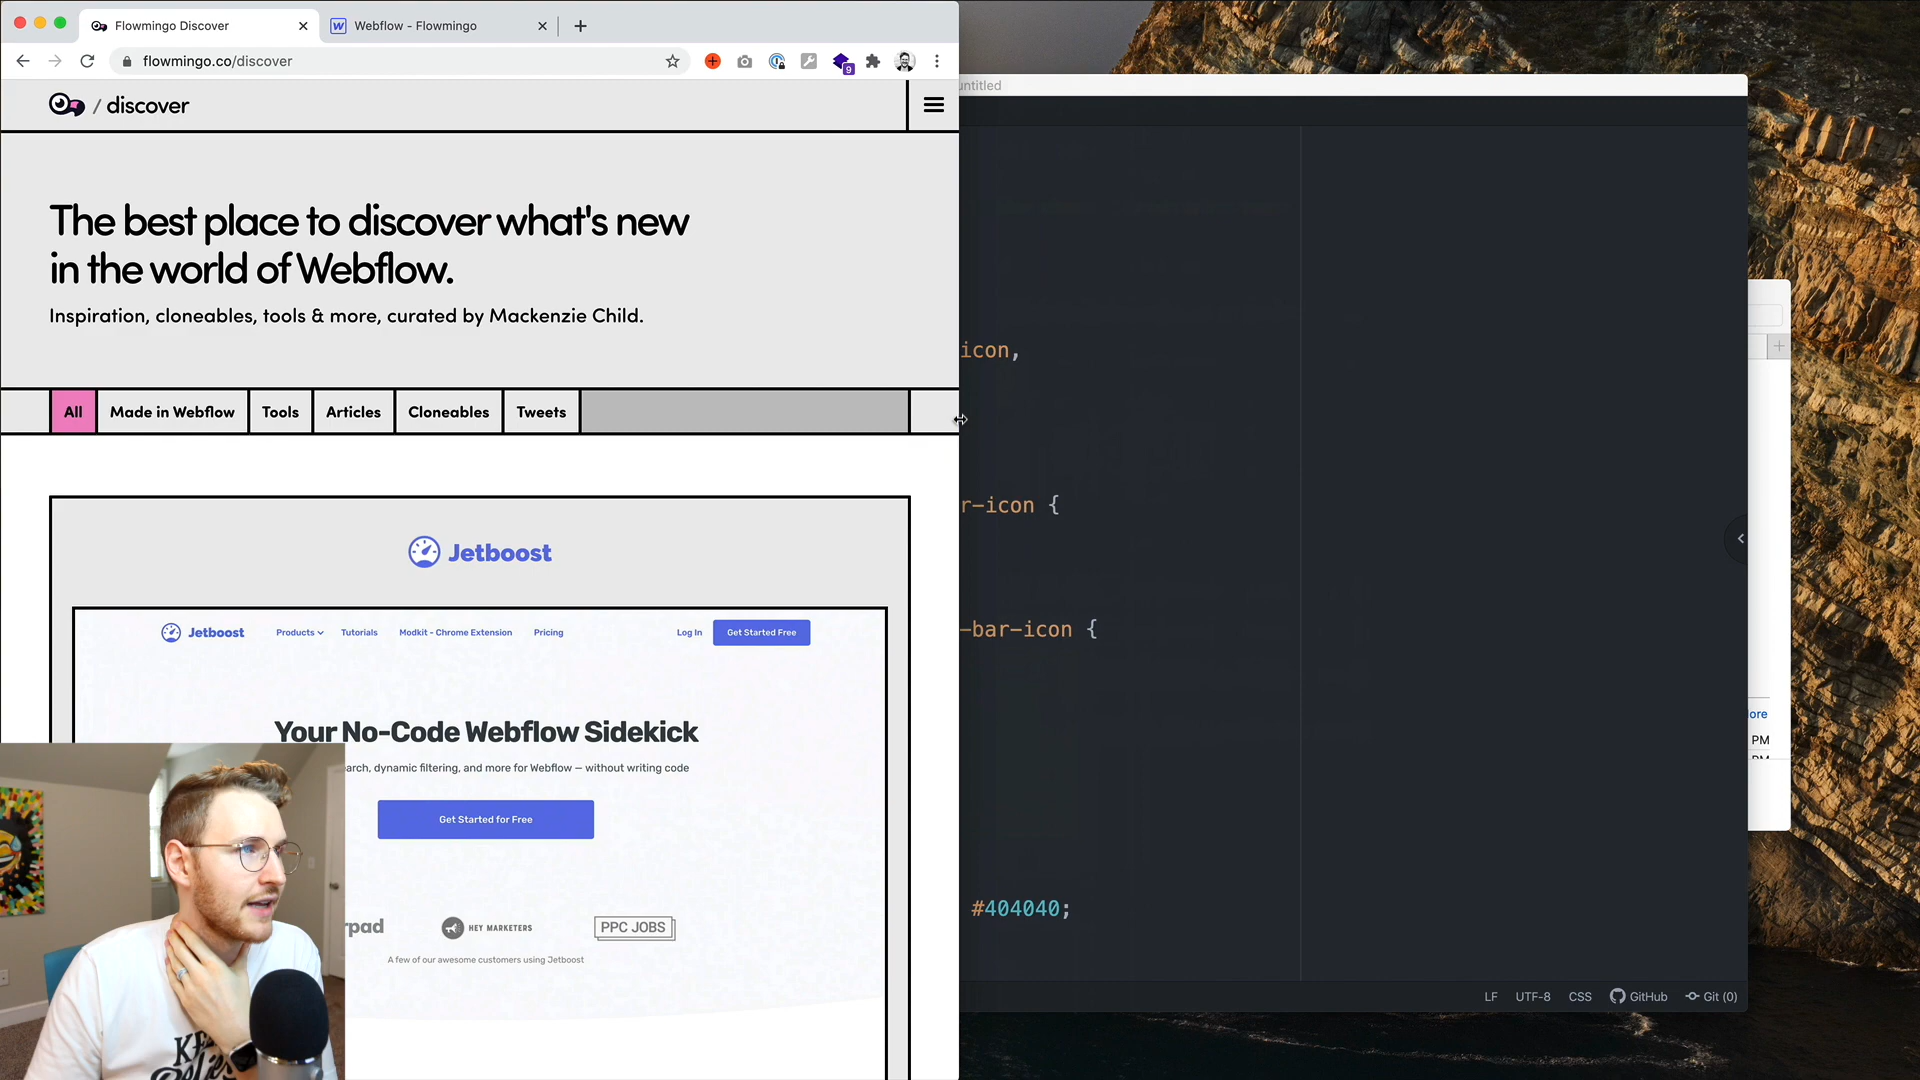 Flowmingo Discover
Webflow - Flowmingo
flowmingo.co/discover
9
/ discover
The best place to discover what's new
in the world of Webflow.
Inspiration, cloneables, tools & more, curated by Mackenzie Child.
All
Made in Webflow
Tools
Articles
Cloneables
Tweets
Jetboost
Jetboost
Products
Tutorials
Modkit - Chrome Extension
Pricing
Log In
Get Started Free
Your No-Code Webflow Sidekick
arch, dynamic filtering, and more for Webflow — without writing code
Get Started for Free
rpad
HEY MARKETERS
PPC JOBS
A few of our awesome customers using Jetboost
untitled
icon,
r-icon {
-bar-icon {
#404040;
LF
UTF-8
CSS
GitHub
Git (0)
ore
PM
PM